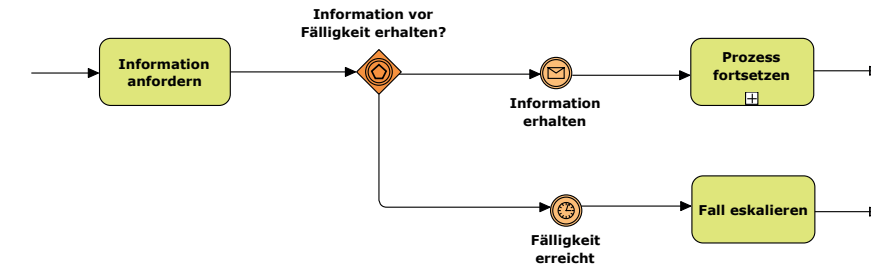 Information vor
Fälligkeit erhalten?
Information
anfordern
Information
erhalten
Prozess
fortsetzen
Fälligkeit
erreicht
Fall eskalieren